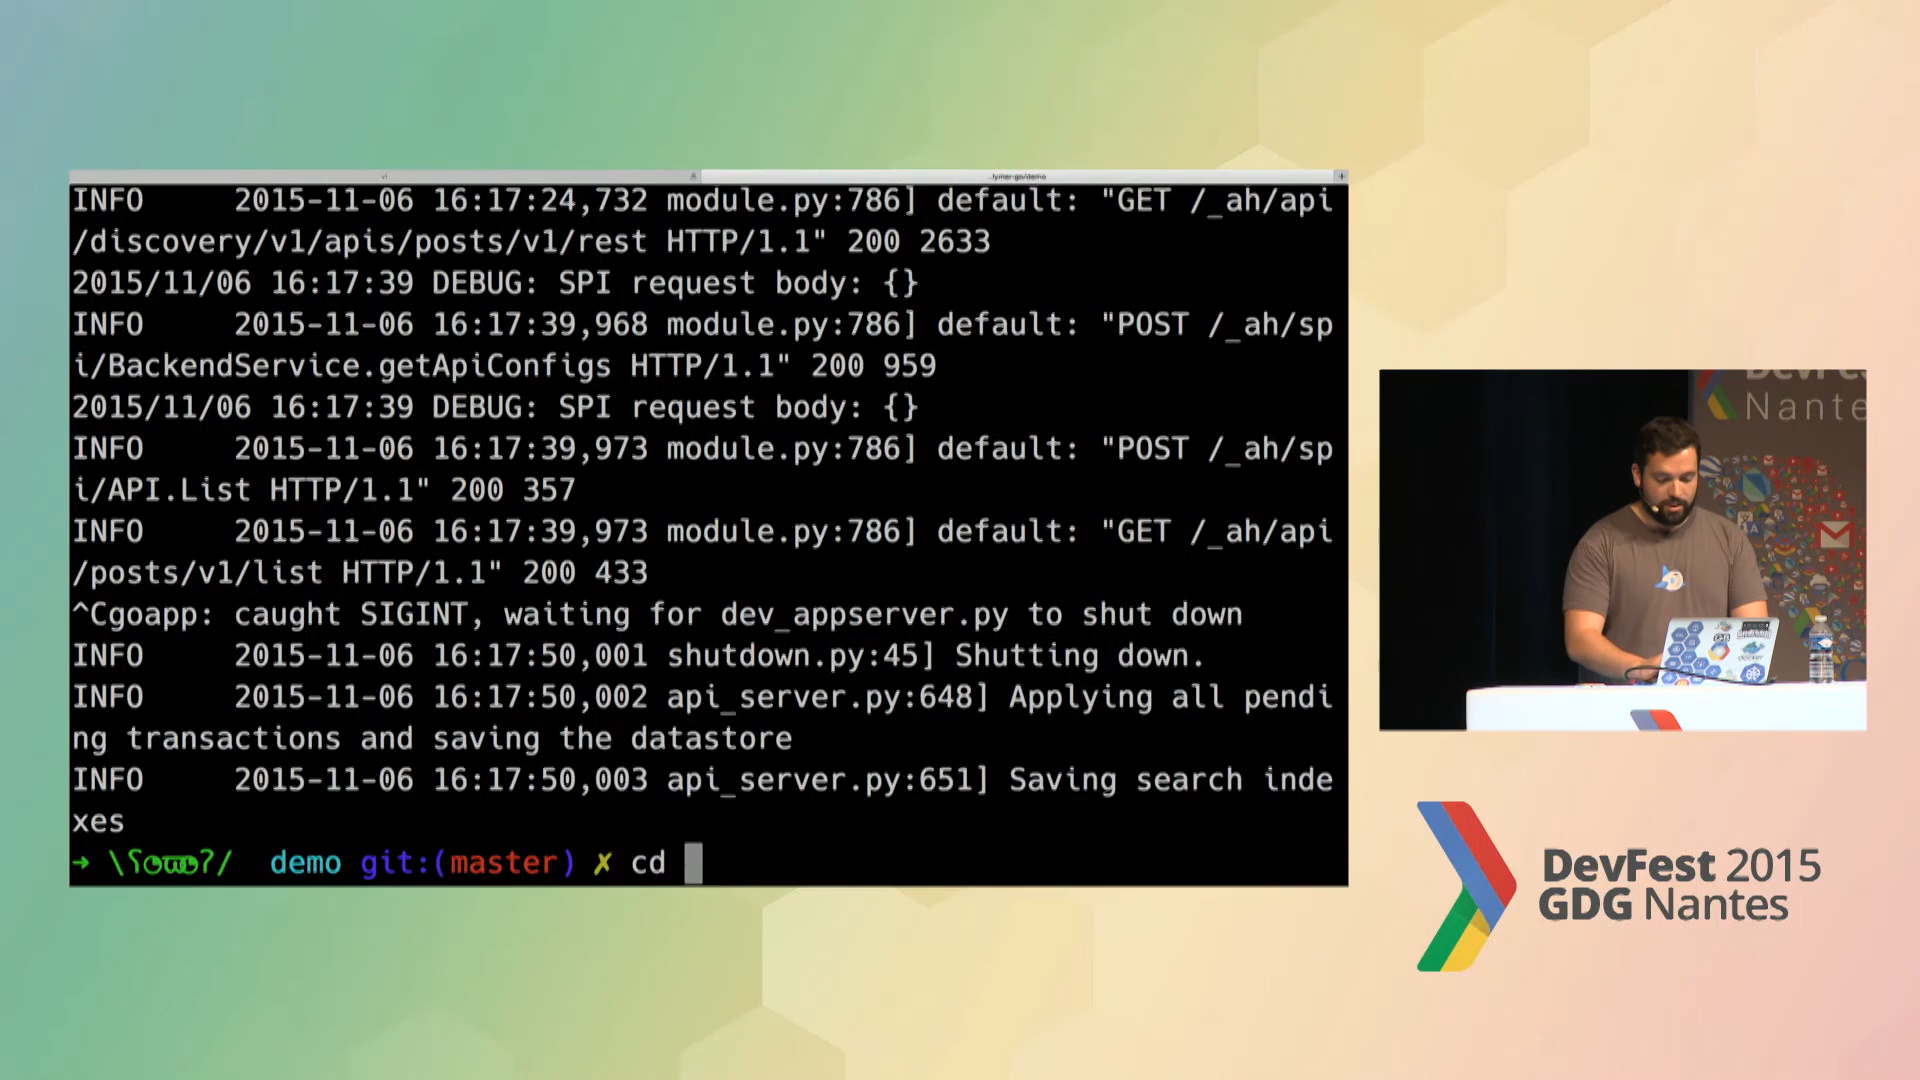 ..lymer-go/demo
INFO 2015-11-06 16:17:24,732 module.py:786] default: "GET /_ah/api
/discovery/v1/apis/posts/v1/rest HTTP/1.1" 200 2633
2015/11/06 16:17:39 DEBUG: SPI request body: {}
INFO 2015-11-06 16:17:39,968 module.py:786] default: "POST /_ah/sp
i/BackendService.getApiConfigs HTTP/1.1" 200 959
2015/11/06 16:17:39 DEBUG: SPI request body: {}
INFO 2015-11-06 16:17:39,973 module.py:786] default: "POST /_ah/sp
i/API.List HTTP/1.1" 200 357
INFO 2015-11-06 16:17:39,973 module.py:786] default: "GET /_ah/api
/posts/v1/list HTTP/1.1" 200 433
^Cgoapp: caught SIGINT, waiting for dev_appserver.py to shut down
INFO 2015-11-06 16:17:50,001 shutdown.py:45] Shutting down.
INFO 2015-11-06 16:17:50,002 api_server.py:648] Applying all pendi
ng transactions and saving the datastore
INFO 2015-11-06 16:17:50,003 api_server.py:651] Saving search inde
xes
demo git:(master) ✗ cd
Nante
DevFest 2015
GDG Nantes